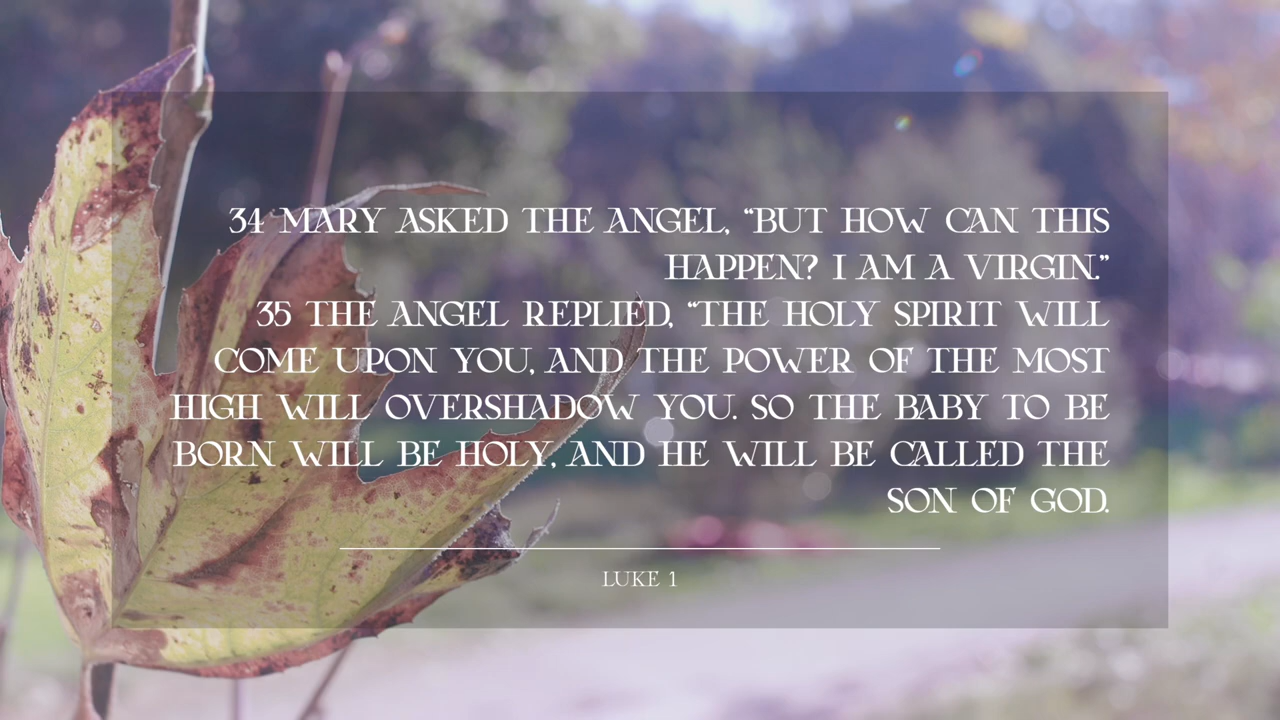 34 MARY ASKED THE ANGEL, “BUT HOW CAN THIS
HAPPEN? I AM A VIRGIN.”
35 THE ANGEL REPLIED, “THE HOLY SPIRIT WILL
COME UPON YOU, AND THE POWER OF THE MOST
HIGH WILL OVERSHADOW YOU. SO THE BABY TO BE
BORN WILL BE HOLY, AND HE WILL BE CALLED THE
SON OF GOD.
LUKE 1